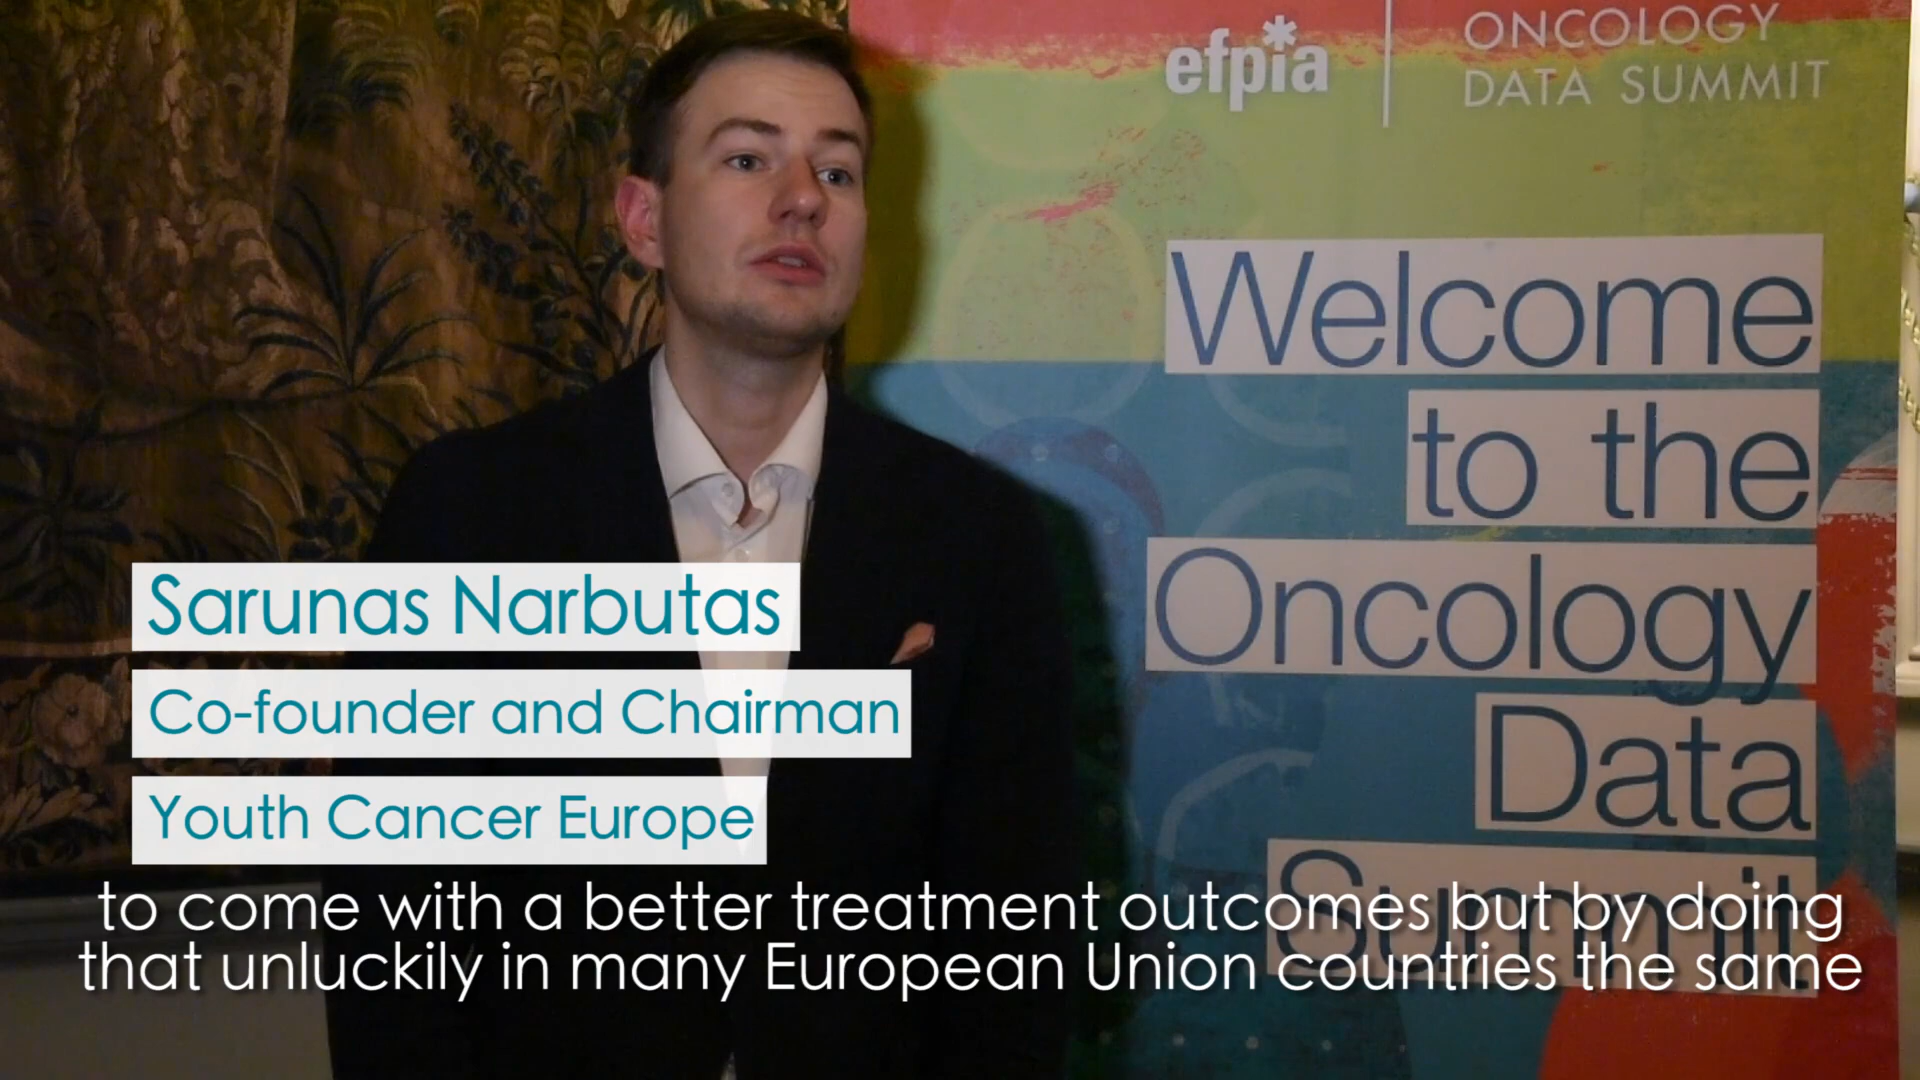 efpia
ONCOLOGY
DATA SUMMIT
Welcome
to the
Oncology
Data
Summit
Sarunas Narbutas
Co-founder and Chairman
Youth Cancer Europe
to come with a better treatment outcomes but by doing
that unluckily in many European Union countries the same